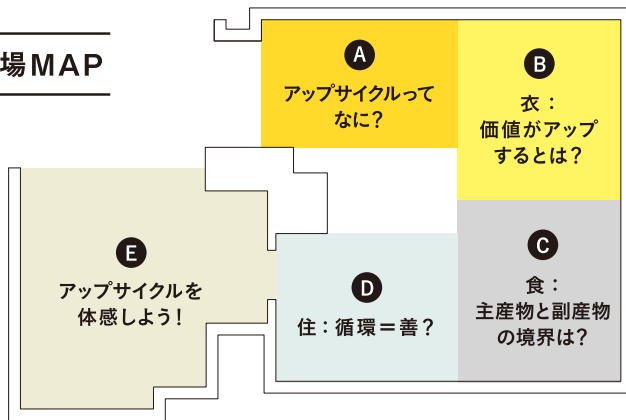 場MAP
A
アップサイクルって
なに？
B
衣：
価値がアップ
するとは？
C
食：
主産物と副産物
の境界は？
D
住：循環＝善？
E
アップサイクルを
体感しよう！